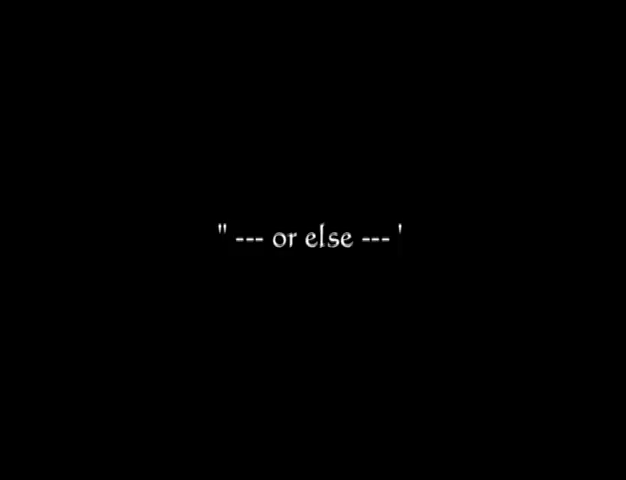 " --- or else --- '